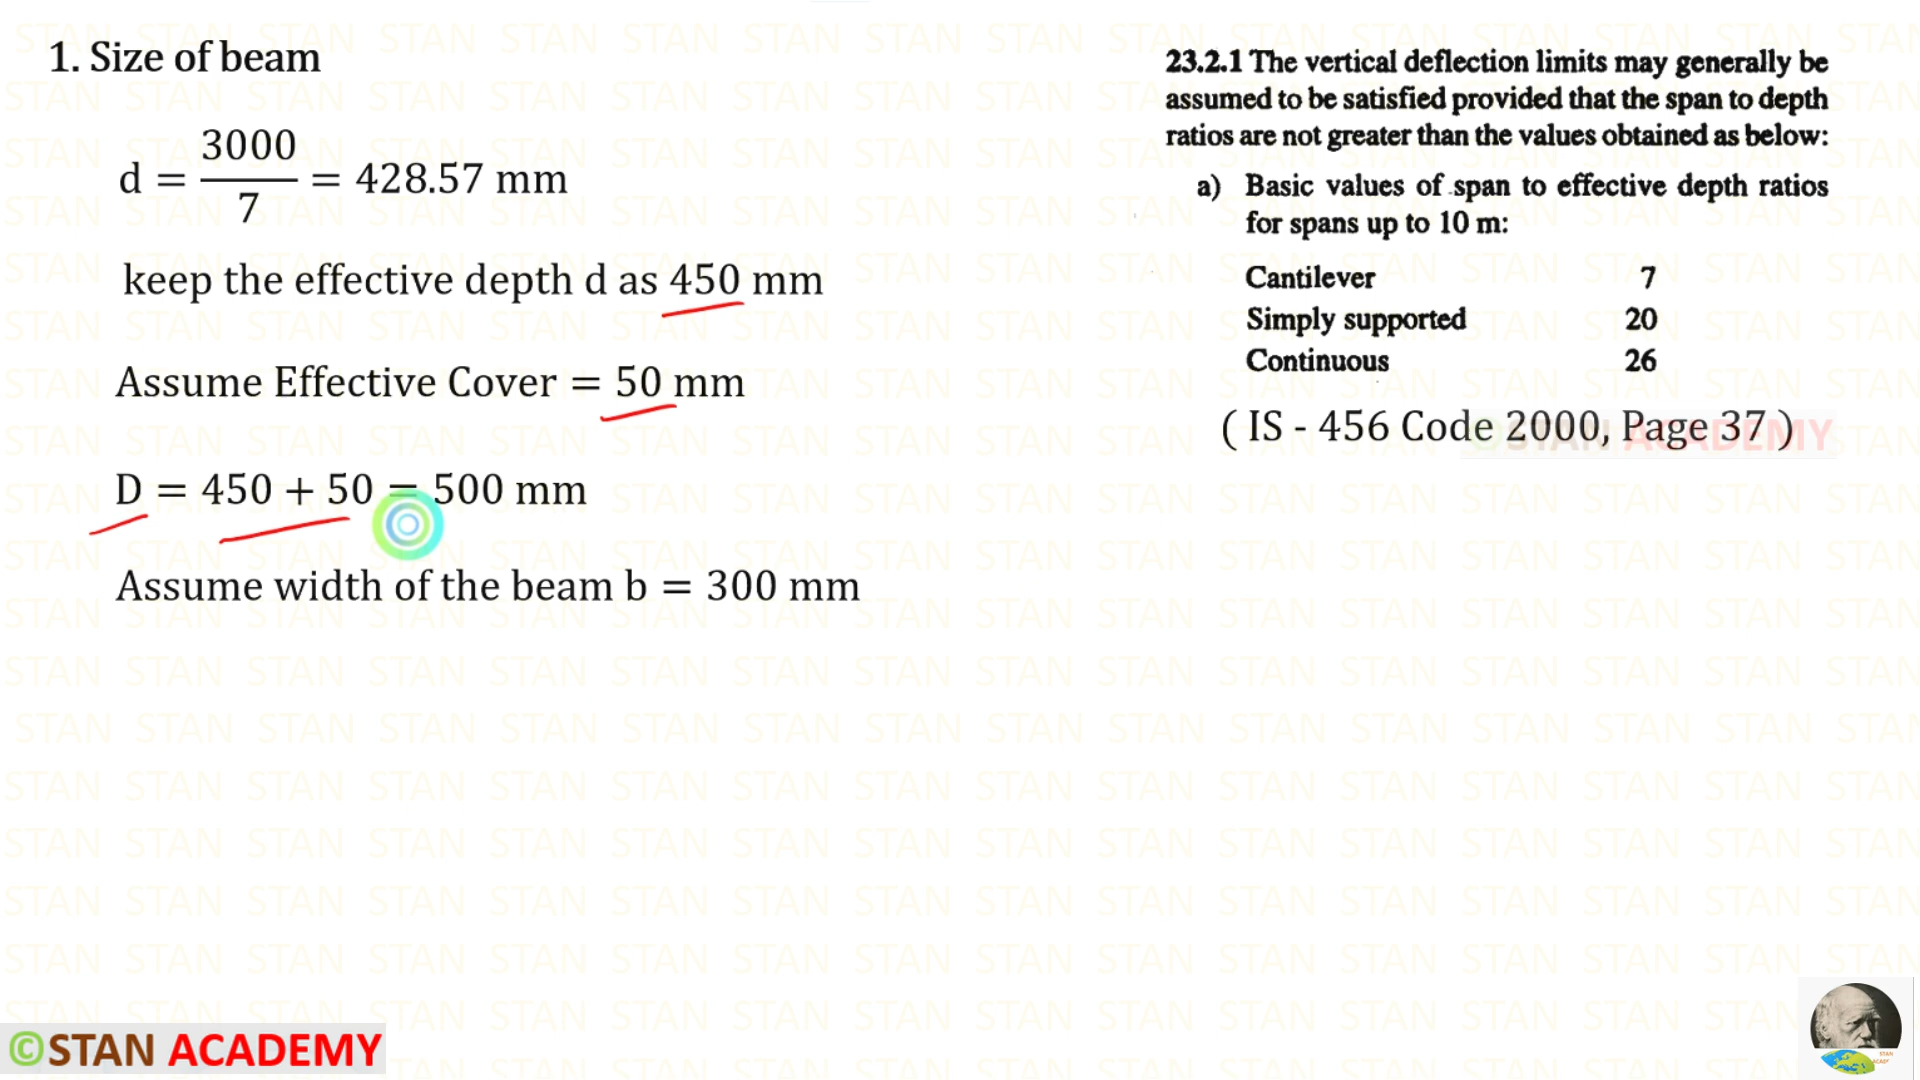 1. Size of beam
d = 3000/7 = 428.57 mm
keep the effective depth d as 450 mm
Assume Effective Cover = 50 mm
D = 450 + 50 = 500 mm
Assume width of the beam b = 300 mm
23.2.1 The vertical deflection limits may generally be
assumed to be satisfied provided that the span to depth
ratios are not greater than the values obtained as below:
a) Basic values of span to effective depth ratios
for spans up to 10 m:
Cantilever 7
Simply supported 20
Continuous 26
( IS - 456 Code 2000, Page 37 )
©STAN ACADEMY
©STAN ACADEMY